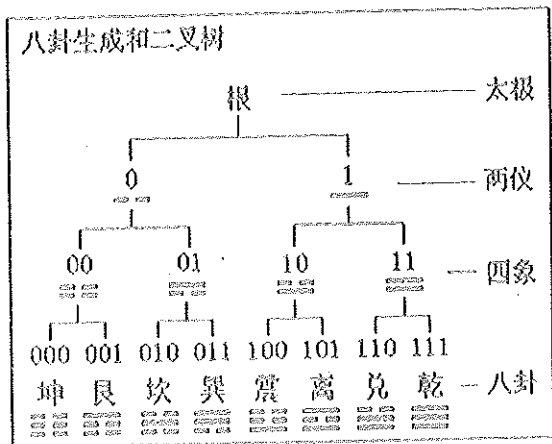 八卦生成和二叉树
根 太极
0 1 两仪
00 01 10 11 四象
000 001 010 011 100 101 110 111
坤 艮 坎 巽 震 离 兑 乾 八卦